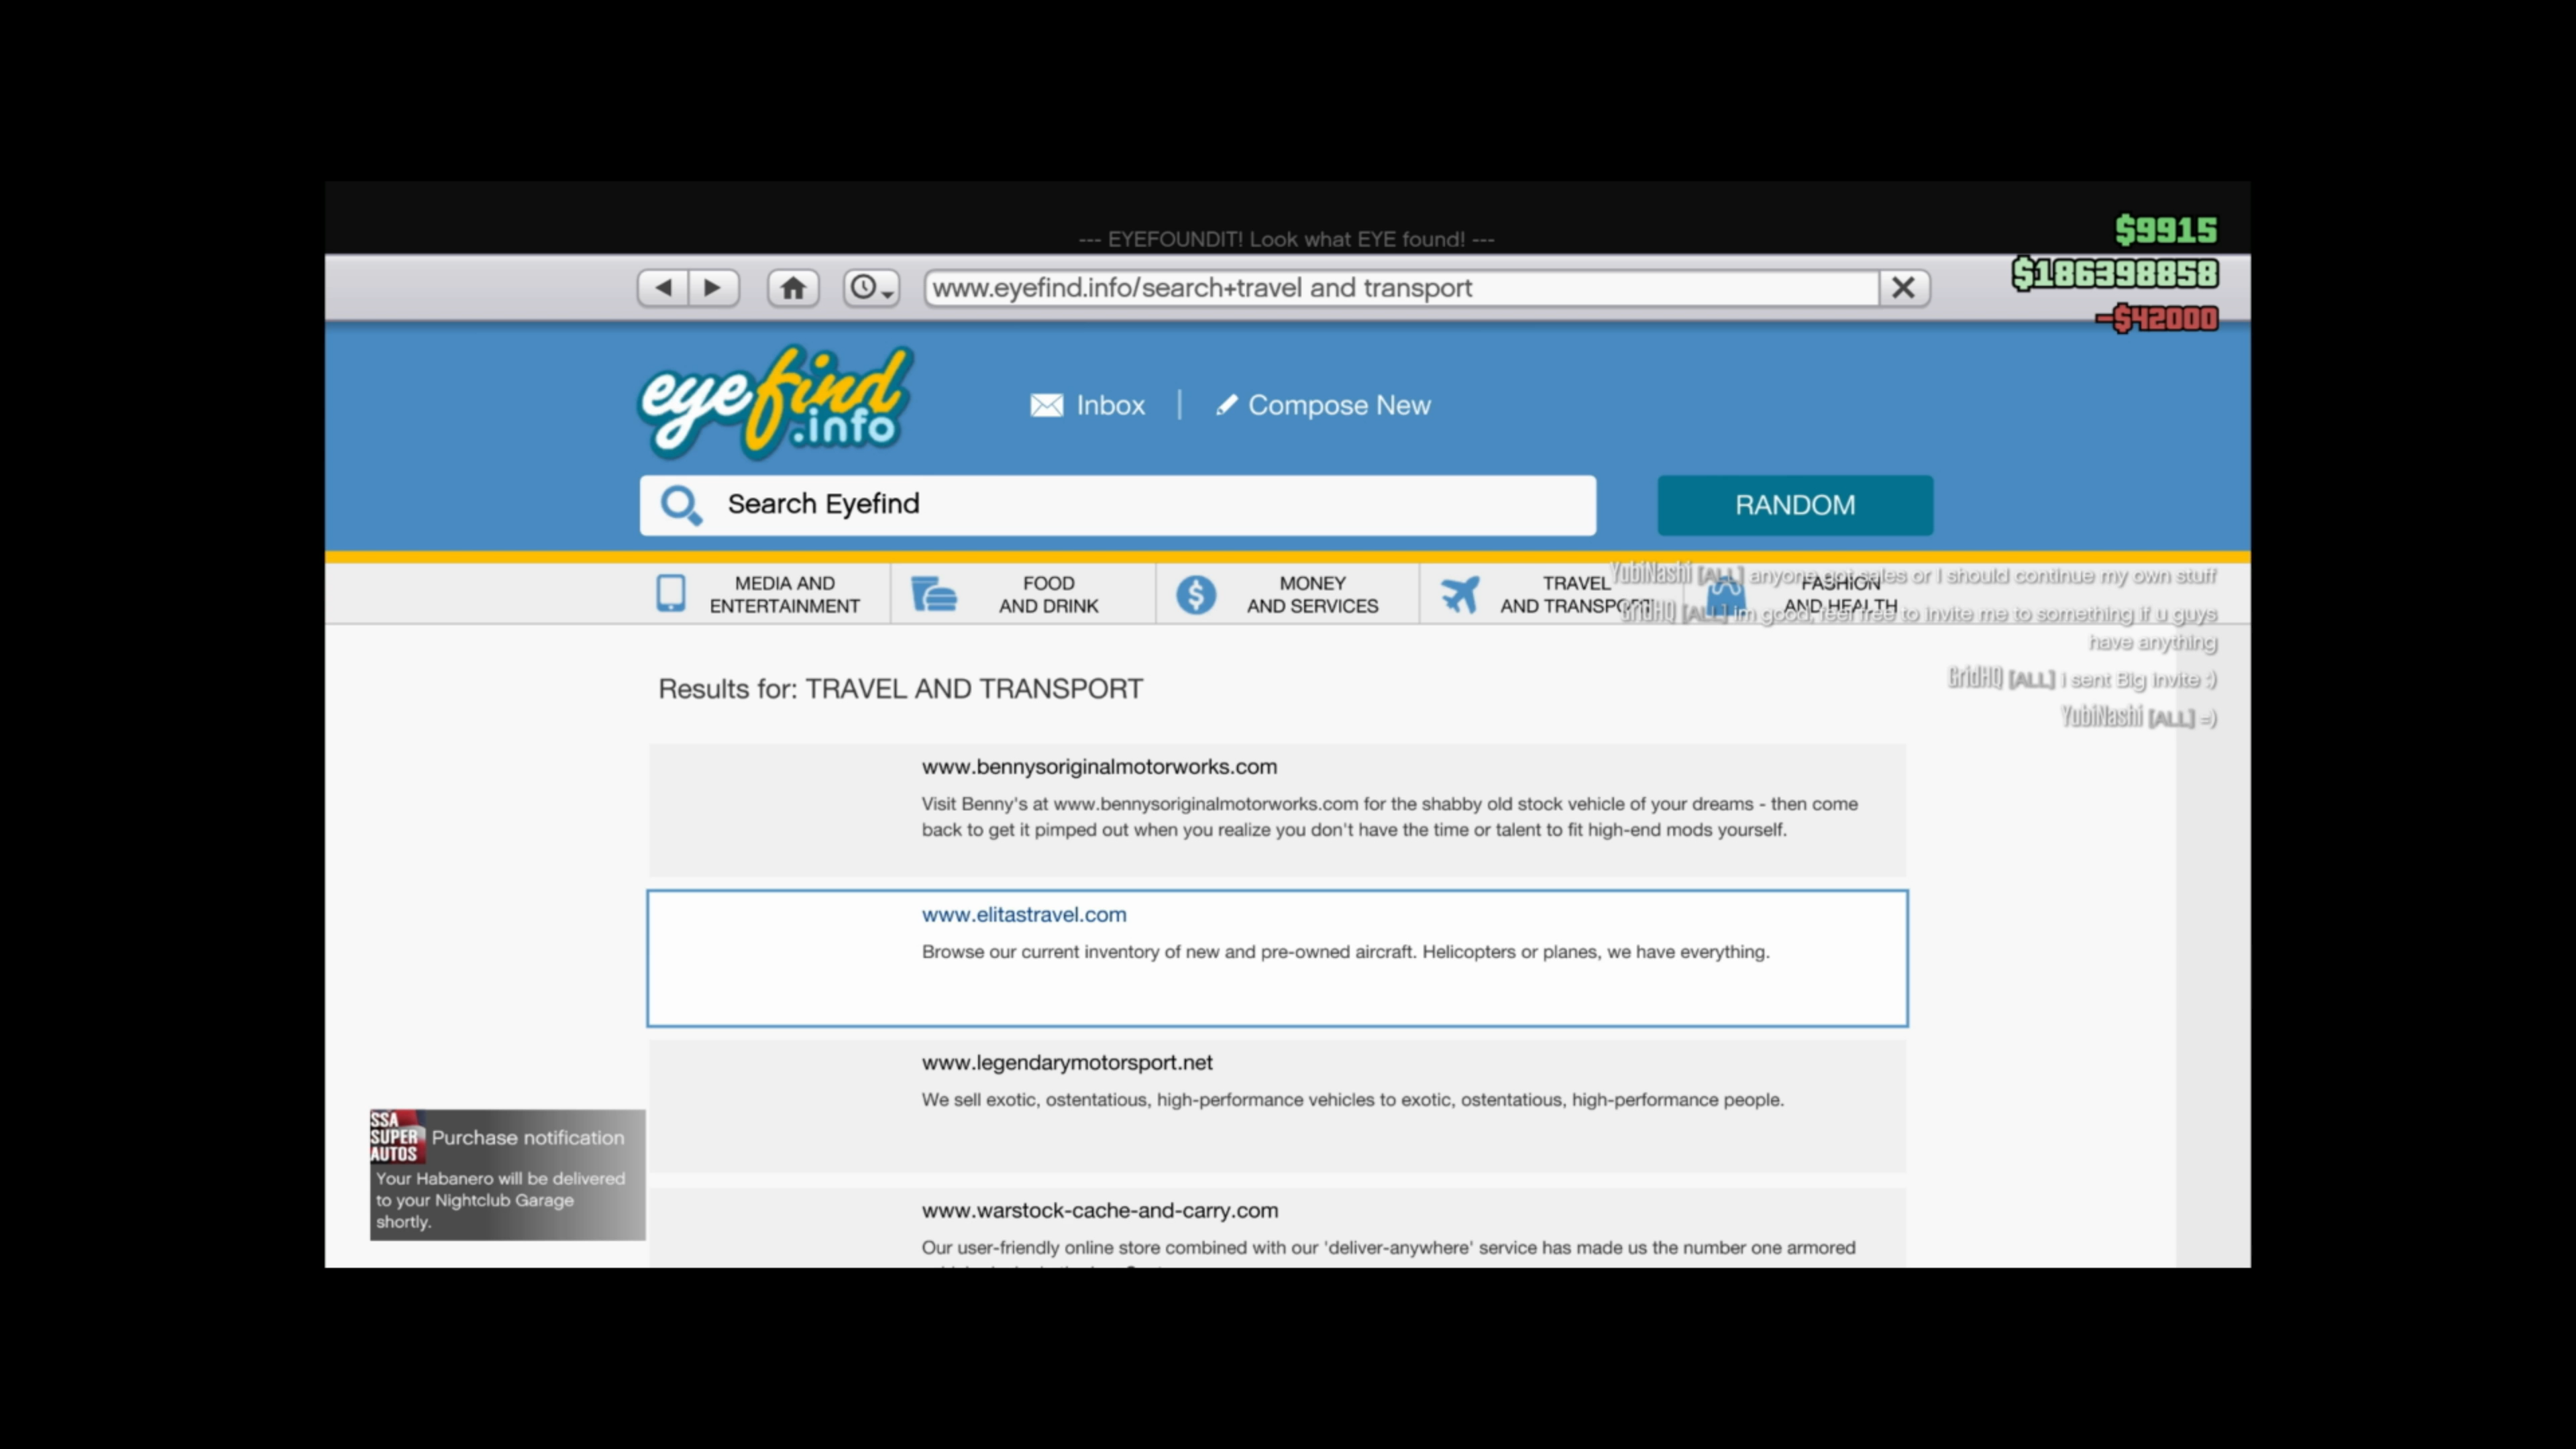 --- EYEFOUNDIT! Look what EYE found! ---
$9915
www.eyefind.info/search+travel and transport
$186398858
-$42000
eyefind
.info
Inbox
Compose New
Search Eyefind
RANDOM
MEDIA AND
ENTERTAINMENT
FOOD
AND DRINK
MONEY
AND SERVICES
TRAVEL
AND TRANSPORT
FASHION
AND HEALTH
YubiNashi [ALL] anyone got sales or I should continue my own stuff
GridHQ [ALL] Im good, feel free to invite me to something if u guys
have anything
GridHQ [ALL] I sent Big Invite :)
YubiNashi [ALL] =)
Results for: TRAVEL AND TRANSPORT
www.bennysoriginalmotorworks.com
Visit Benny's at www.bennysoriginalmotorworks.com for the shabby old stock vehicle of your dreams - then come
back to get it pimped out when you realize you don't have the time or talent to fit high-end mods yourself.
www.elitastravel.com
Browse our current inventory of new and pre-owned aircraft. Helicopters or planes, we have everything.
www.legendarymotorsport.net
We sell exotic, ostentatious, high-performance vehicles to exotic, ostentatious, high-performance people.
www.warstock-cache-and-carry.com
Our user-friendly online store combined with our 'deliver-anywhere' service has made us the number one armored
SSA
SUPER
AUTOS
Purchase notification
Your Habanero will be delivered
to your Nightclub Garage
shortly.